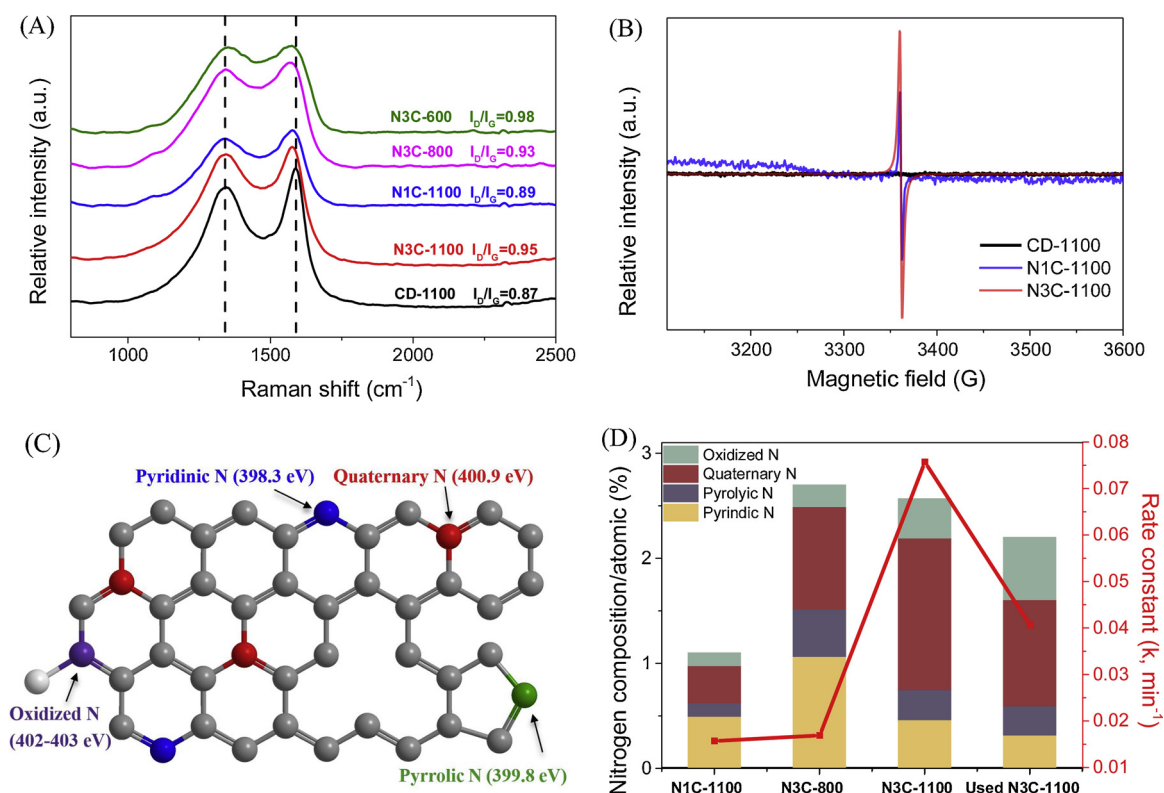 (A)
Relative intensity (a.u.)
N3C-600 I_D/I_G=0.98
N3C-800 I_D/I_G=0.93
N1C-1100 I_D/I_G=0.89
N3C-1100 I_D/I_G=0.95
CD-1100 I_D/I_G=0.87
1000 1500 2000 2500
Raman shift (cm⁻¹)
(B)
Relative intensity (a.u.)
CD-1100
N1C-1100
N3C-1100
3200 3300 3400 3500 3600
Magnetic field (G)
(C)
Pyridinic N (398.3 eV)
Quaternary N (400.9 eV)
Oxidized N
(402-403 eV)
Pyrrolic N (399.8 eV)
(D)
Nitrogen composition/atomic (%)
3
2
1
0
Oxidized N
Quaternary N
Pyrolyic N
Pyrindic N
0.08
0.07
0.06
0.05
0.04
0.03
0.02
0.01
Rate constant (k, min⁻¹)
N1C-1100 N3C-800 N3C-1100 Used N3C-1100